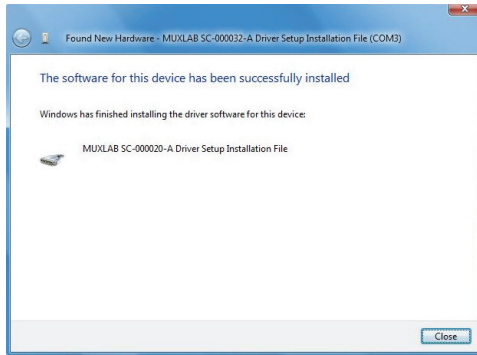 Found New Hardware - MUXLAB SC-000032-A Driver Setup Installation File (COM3)
The software for this device has been successfully installed
Windows has finished installing the driver software for this device:
MUXLAB SC-000020-A Driver Setup Installation File
Close